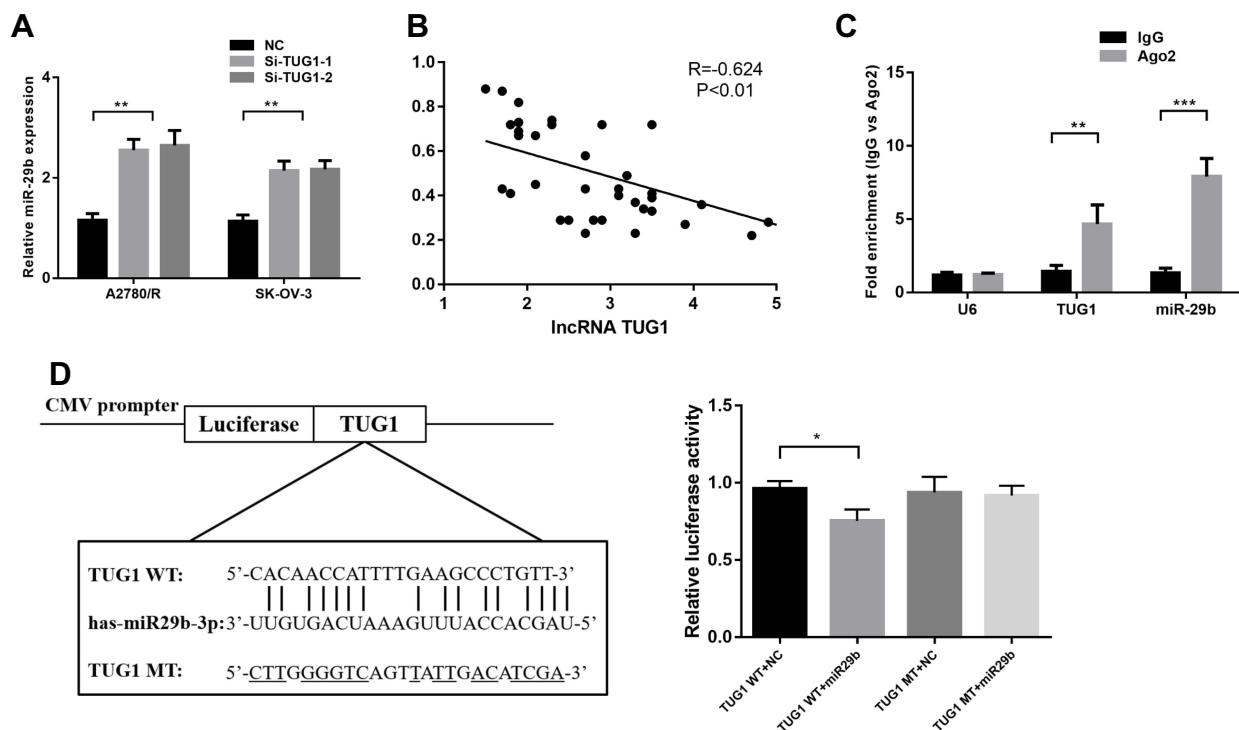 A
NC
Si-TUG1-1
Si-TUG1-2
Relative miR-29b expression
4
2
0
**
**
A2780/R
SK-OV-3
B
R=-0.624
P<0.01
1.0
0.8
0.6
0.4
0.2
0.0
1
2
3
4
5
lncRNA TUG1
C
IgG
Ago2
Fold enrichment (IgG vs Ago2)
15
10
5
0
**
***
U6
TUG1
miR-29b
D
CMV prompter
Luciferase
TUG1
TUG1 WT: 5’-CACAACCATTTTGAAGCCCTGTT-3’
has-miR29b-3p:3’-UUGUGACUAAAGUUUACCACGAU-5’
TUG1 MT: 5’-CTTGGGGTCAGTTATTGACATCGA-3’
Relative luciferase activity
1.5
1.0
0.5
0.0
*
TUG1 WT+NC
TUG1 WT+miR29b
TUG1 MT+NC
TUG1 MT+miR29b